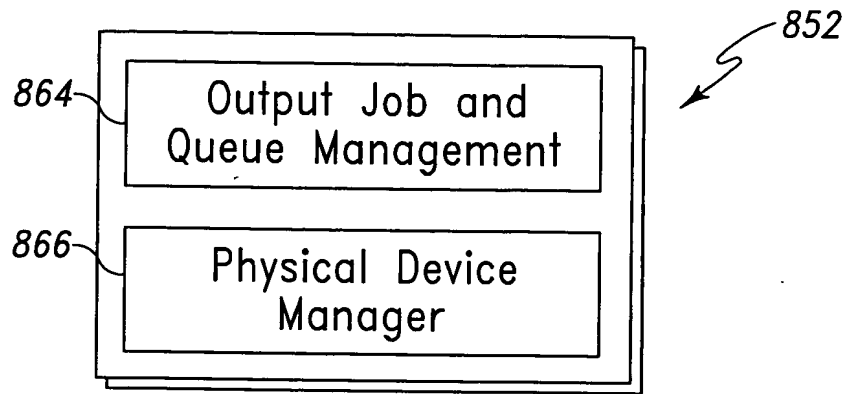 852
864
Output Job and
Queue Management
866
Physical Device
Manager